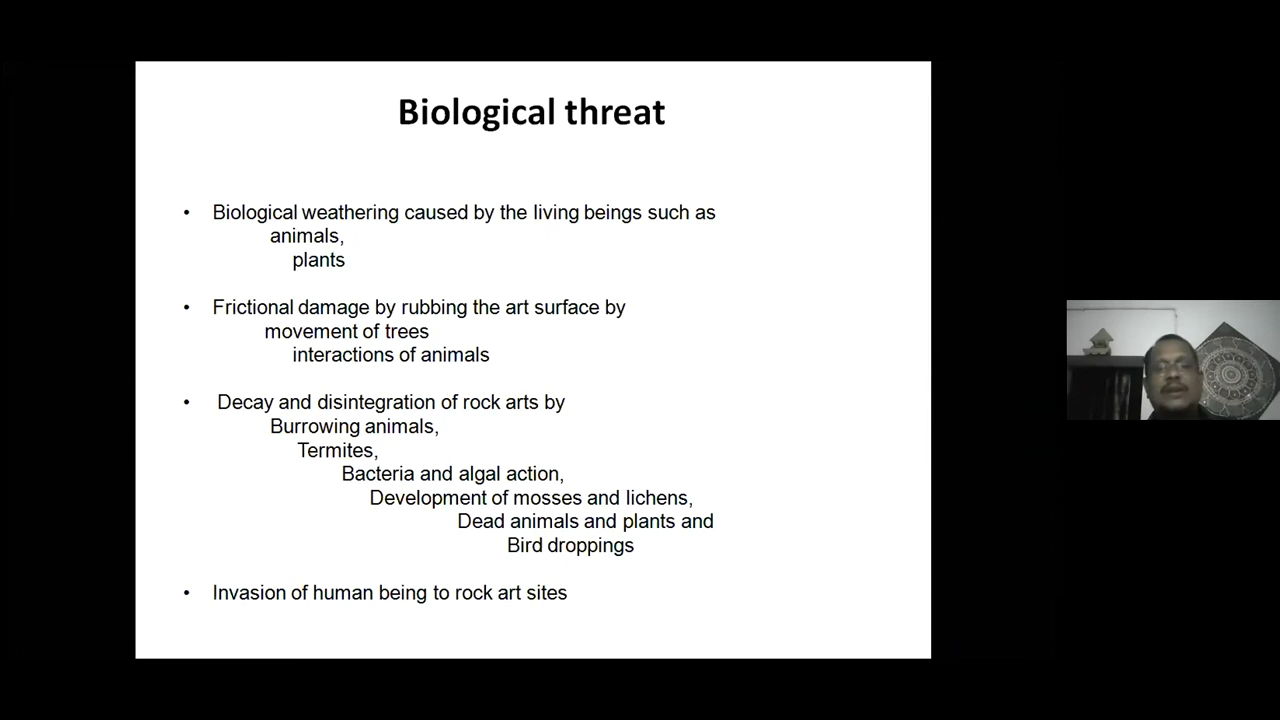 Biological threat
• Biological weathering caused by the living beings such as
animals,
plants
• Frictional damage by rubbing the art surface by
movement of trees
interactions of animals
• Decay and disintegration of rock arts by
Burrowing animals,
Termites,
Bacteria and algal action,
Development of mosses and lichens,
Dead animals and plants and
Bird droppings
• Invasion of human being to rock art sites